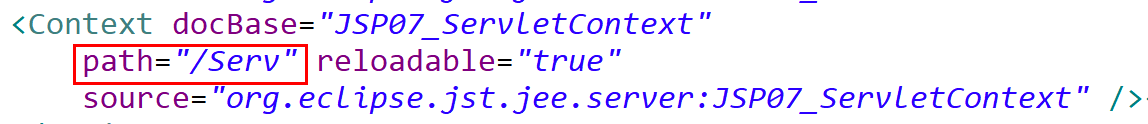 <Context docBase="JSP07_ServletContext"
path="/Serv" reloadable="true"
source="org.eclipse.jst.jee.server:JSP07_ServletContext" />